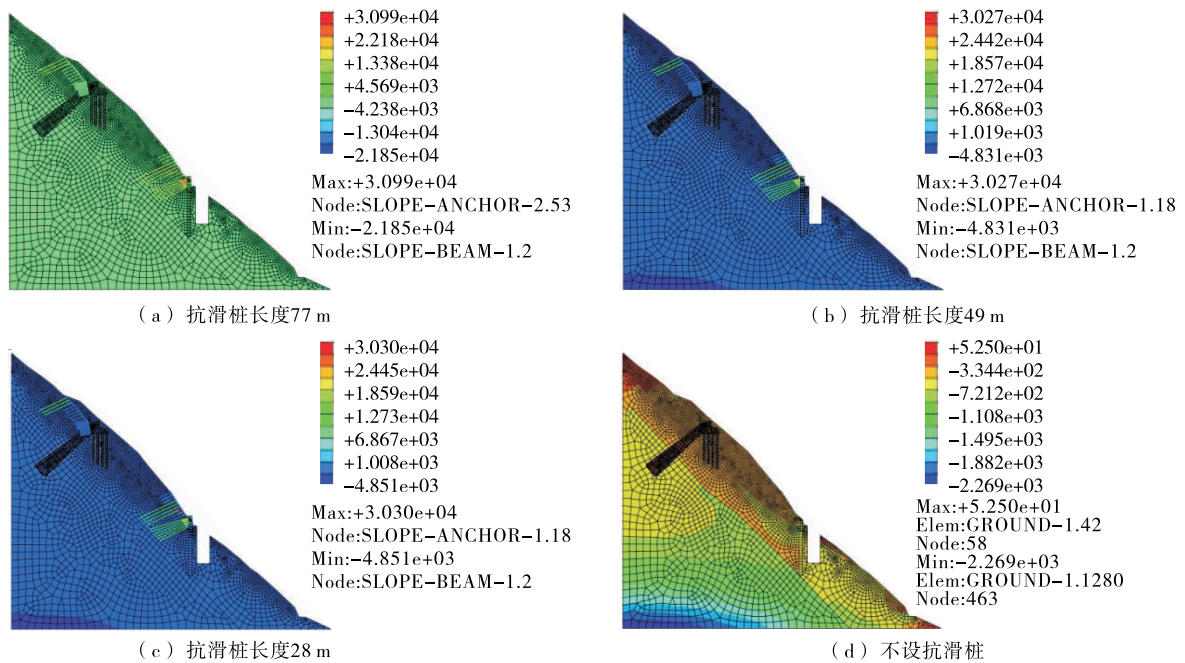 +3.099e+04
+2.218e+04
+1.338e+04
+4.569e+03
−4.238e+03
−1.304e+04
−2.185e+04
Max:+3.099e+04
Node:SLOPE−ANCHOR−2.53
Min:−2.185e+04
Node:SLOPE−BEAM−1.2
（a）抗滑桩长度77 m
+3.027e+04
+2.442e+04
+1.857e+04
+1.272e+04
+6.868e+03
+1.019e+03
−4.831e+03
Max:+3.027e+04
Node:SLOPE−ANCHOR−1.18
Min:−4.831e+03
Node:SLOPE−BEAM−1.2
（b）抗滑桩长度49 m
+3.030e+04
+2.445e+04
+1.859e+04
+1.273e+04
+6.867e+03
+1.008e+03
−4.851e+03
Max:+3.030e+04
Node:SLOPE−ANCHOR−1.18
Min:−4.851e+03
Node:SLOPE−BEAM−1.2
（c）抗滑桩长度28 m
+5.250e+01
−3.344e+02
−7.212e+02
−1.108e+03
−1.495e+03
−1.882e+03
−2.269e+03
Max:+5.250e+01
Elem:GROUND−1.42
Node:58
Min:−2.269e+03
Elem:GROUND−1.1280
Node:463
（d）不设抗滑桩